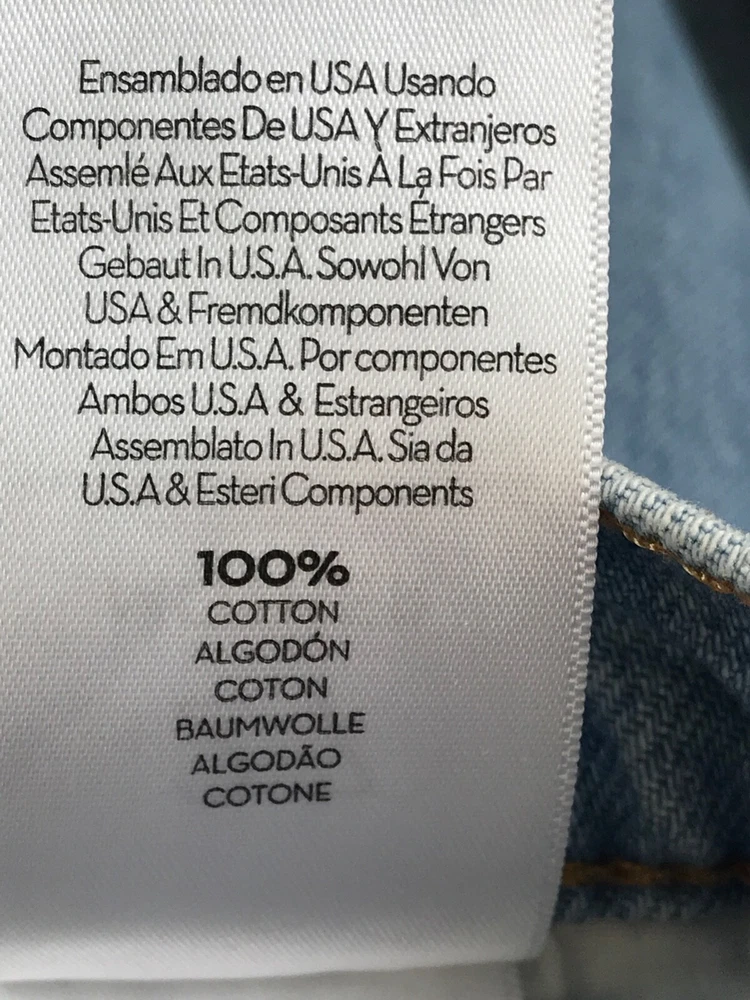 Ensamblado en USA Usando
Componentes De USA Y Extranjeros
Assemlé Aux Etats-Unis À La Fois Par
Etats-Unis Et Composants Étrangers
Gebaut In U.S.A. Sowohl Von
USA & Fremdkomponenten
Montado Em U.S.A. Por componentes
Ambos U.S.A & Estrangeiros
Assemblato In U.S.A. Sia da
U.S.A & Esteri Components
100%
COTTON
ALGODÓN
COTON
BAUMWOLLE
ALGODÃO
COTONE